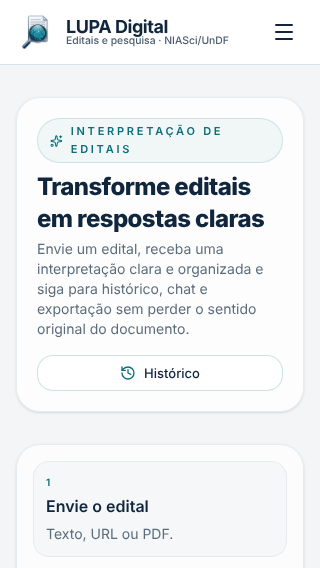 LUPA Digital
Editais e pesquisa · NIASci/UnDF
INTERPRETAÇÃO DE
EDITAIS
Transforme editais
em respostas claras
Envie um edital, receba uma
interpretação clara e organizada e
siga para histórico, chat e
exportação sem perder o sentido
original do documento.
Histórico
1
Envie o edital
Texto, URL ou PDF.